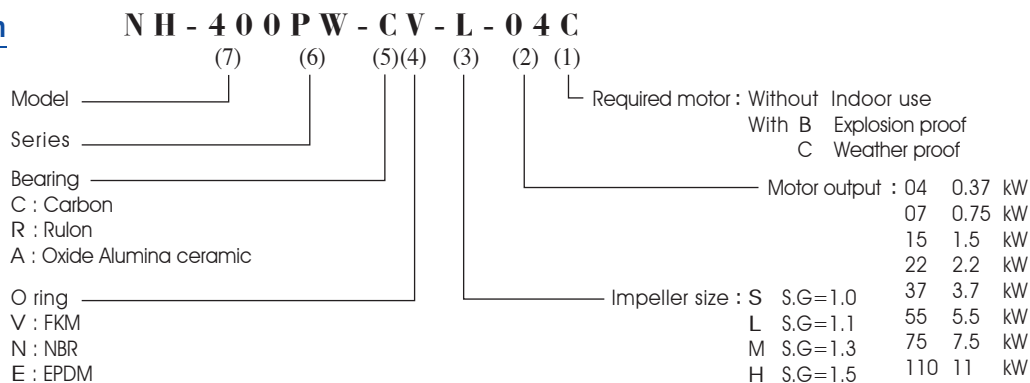 n
NH-400PW-CV-L-04C
(7) (6) (5)(4) (3) (2) (1)
Model
Series
Bearing
C : Carbon
R : Rulon
A : Oxide Alumina ceramic
O ring
V : FKM
N : NBR
E : EPDM
Required motor : Without Indoor use
With B Explosion proof
C Weather proof
Motor output : 04 0.37 kW
07 0.75 kW
15 1.5 kW
22 2.2 kW
37 3.7 kW
55 5.5 kW
75 7.5 kW
110 11 kW
Impeller size : S S.G=1.0
L S.G=1.1
M S.G=1.3
H S.G=1.5